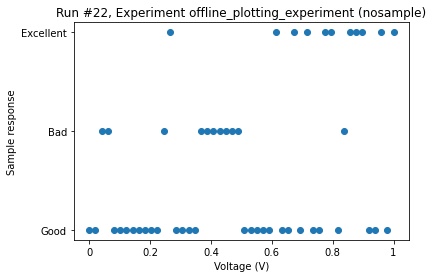 Run #22, Experiment offline_plotting_experiment (nosample)
Excellent
Bad
Good
Sample response
0
0.2
0.4
0.6
0.8
1
Voltage (V)